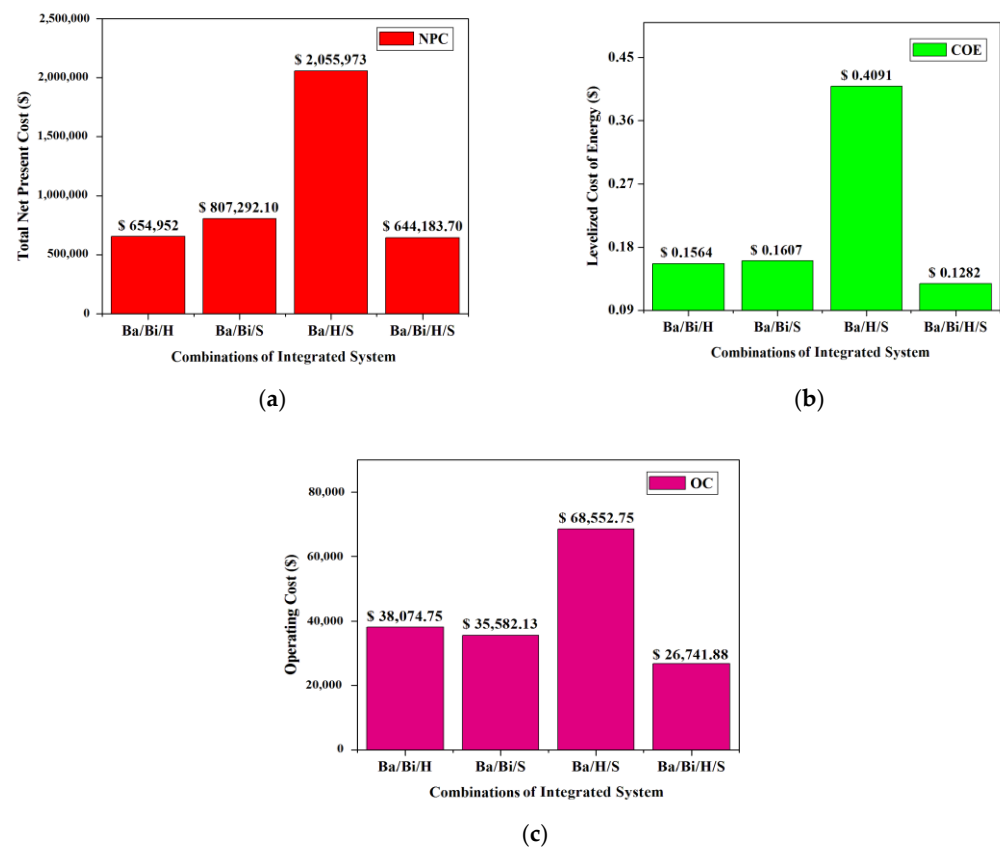 2,500,000
2,000,000
1,500,000
1,000,000
500,000
0
Total Net Present Cost ($)
NPC
$ 654,952
$ 807,292.10
$ 2,055,973
$ 644,183.70
Ba/Bi/H
Ba/Bi/S
Ba/H/S
Ba/Bi/H/S
Combinations of Integrated System
(a)
0.45
0.36
0.27
0.18
0.09
Levelized Cost of Energy ($)
COE
$ 0.1564
$ 0.1607
$ 0.4091
$ 0.1282
Ba/Bi/H
Ba/Bi/S
Ba/H/S
Ba/Bi/H/S
Combinations of Integrated System
(b)
80,000
60,000
40,000
20,000
0
Operating Cost ($)
OC
$ 38,074.75
$ 35,582.13
$ 68,552.75
$ 26,741.88
Ba/Bi/H
Ba/Bi/S
Ba/H/S
Ba/Bi/H/S
Combinations of Integrated System
(c)